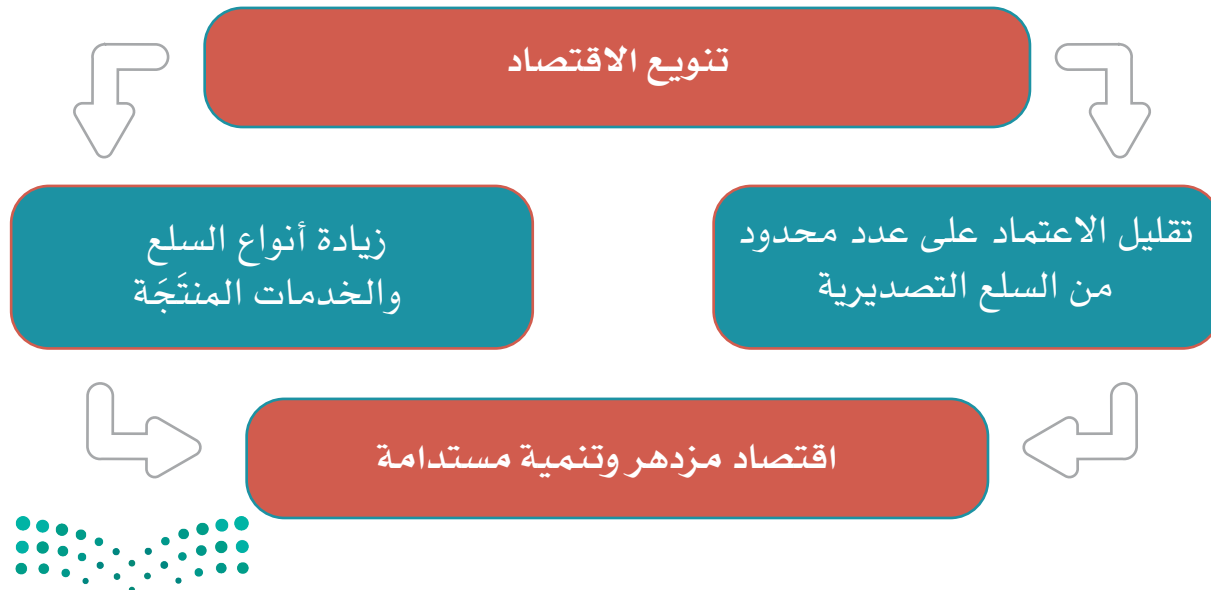 تنويع الاقتصاد
تقليل الاعتماد على عدد محدود
من السلع التصديرية
زيادة أنواع السلع
والخدمات المنتَجَة
اقتصاد مزدهر وتنمية مستدامة